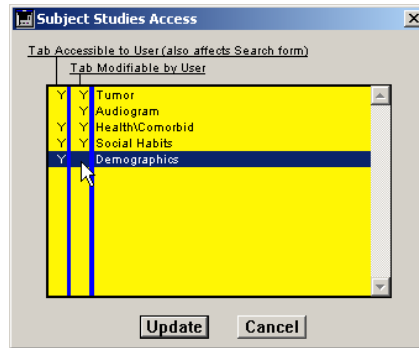 Subject Studies Access
Tab Accessible to User (also affects Search form)
Tab Modifiable by User
Y Y Tumor
Y Audiogram
Y Y Health\Comorbid
Y Y Social Habits
Y Demographics
Update Cancel